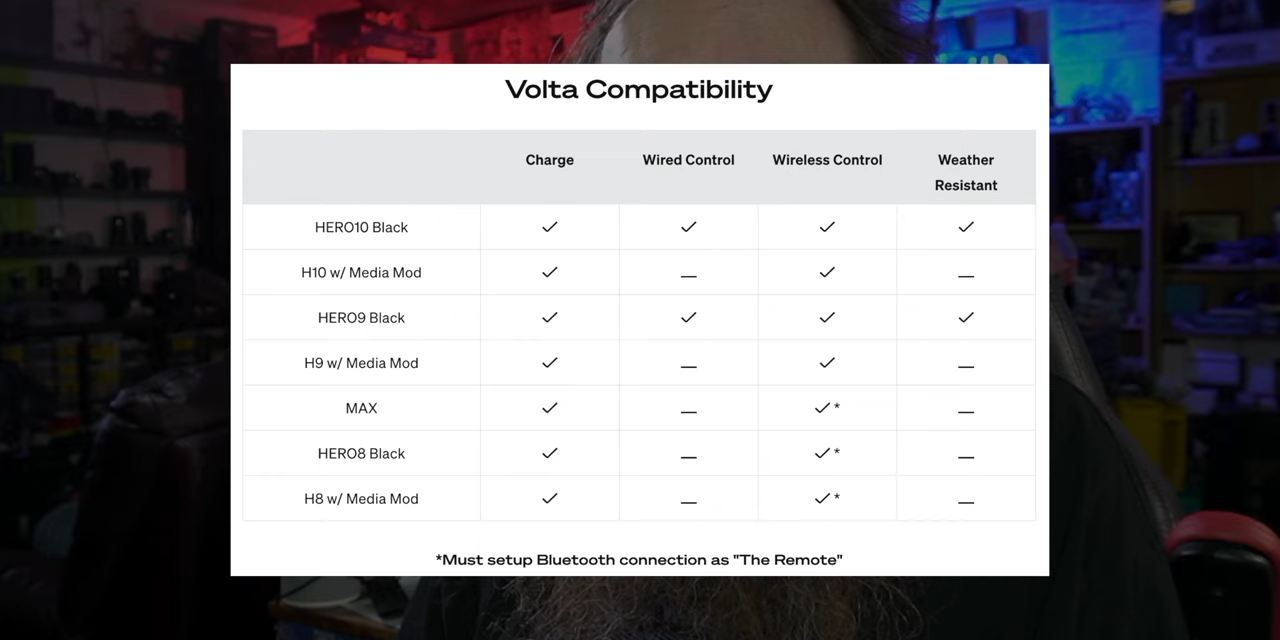 Volta Compatibility
Charge Wired Control Wireless Control Weather Resistant
HERO10 Black ✓ ✓ ✓ ✓
H10 w/ Media Mod ✓ — ✓ —
HERO9 Black ✓ ✓ ✓ ✓
H9 w/ Media Mod ✓ — ✓ —
MAX ✓ — ✓* —
HERO8 Black ✓ — ✓* —
H8 w/ Media Mod ✓ — ✓* —
*Must setup Bluetooth connection as "The Remote"